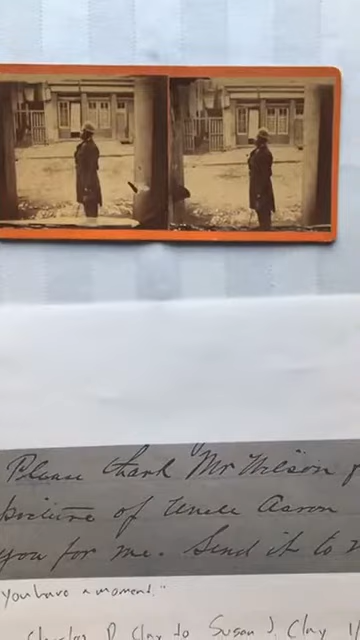 Please thank Mr Wilson f
picture of Uncle Aaron
you for me. Send it to
you have a moment."
Charles D Clay to Susan J Clay